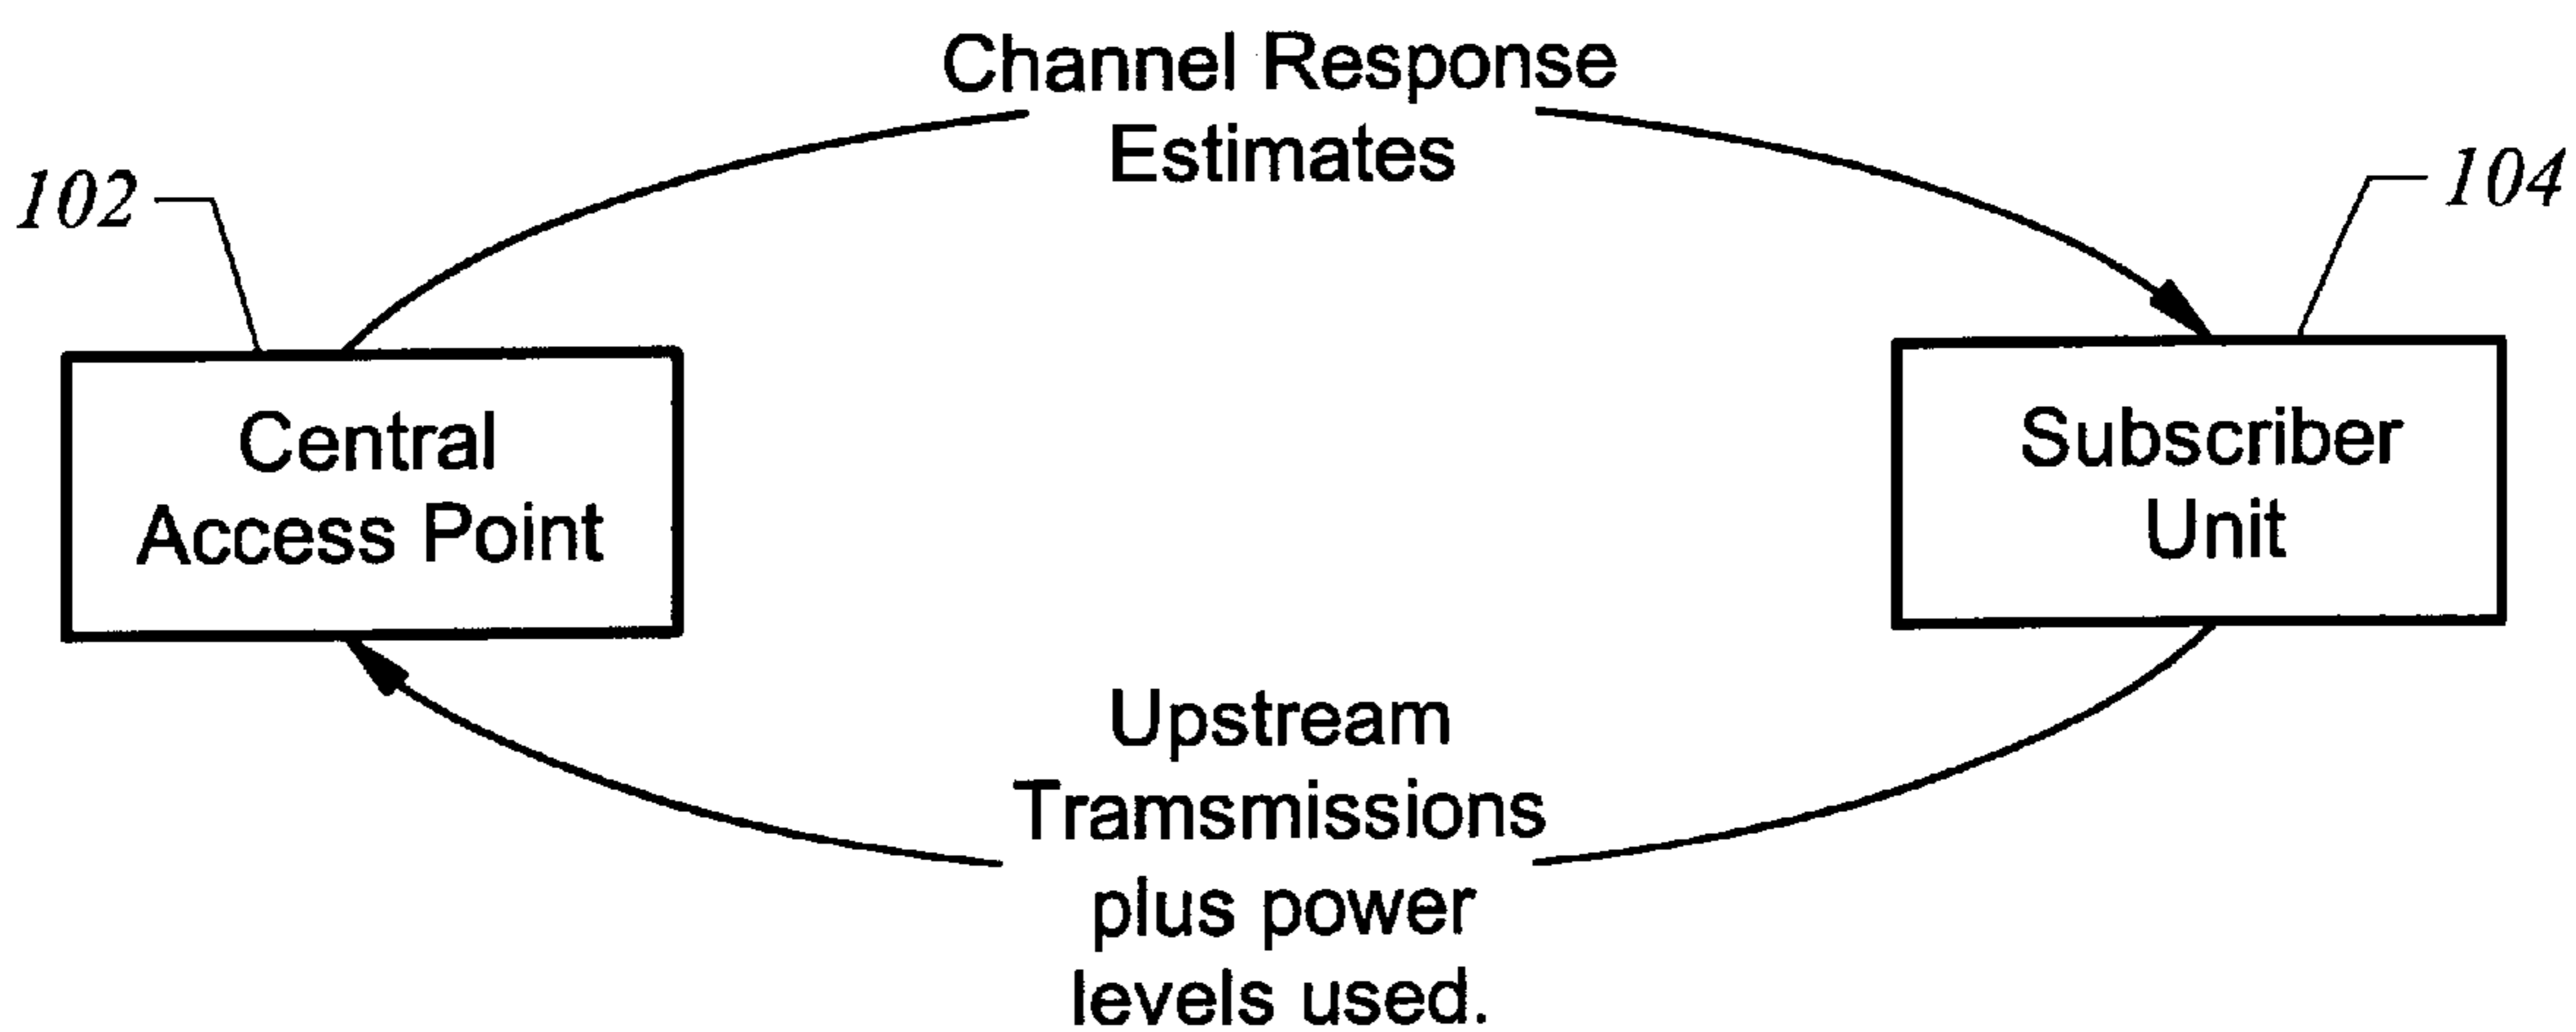 Channel Response
Estimates
102
104
Central
Access Point
Subscriber
Unit
Upstream
Tramsmissions
plus power
levels used.